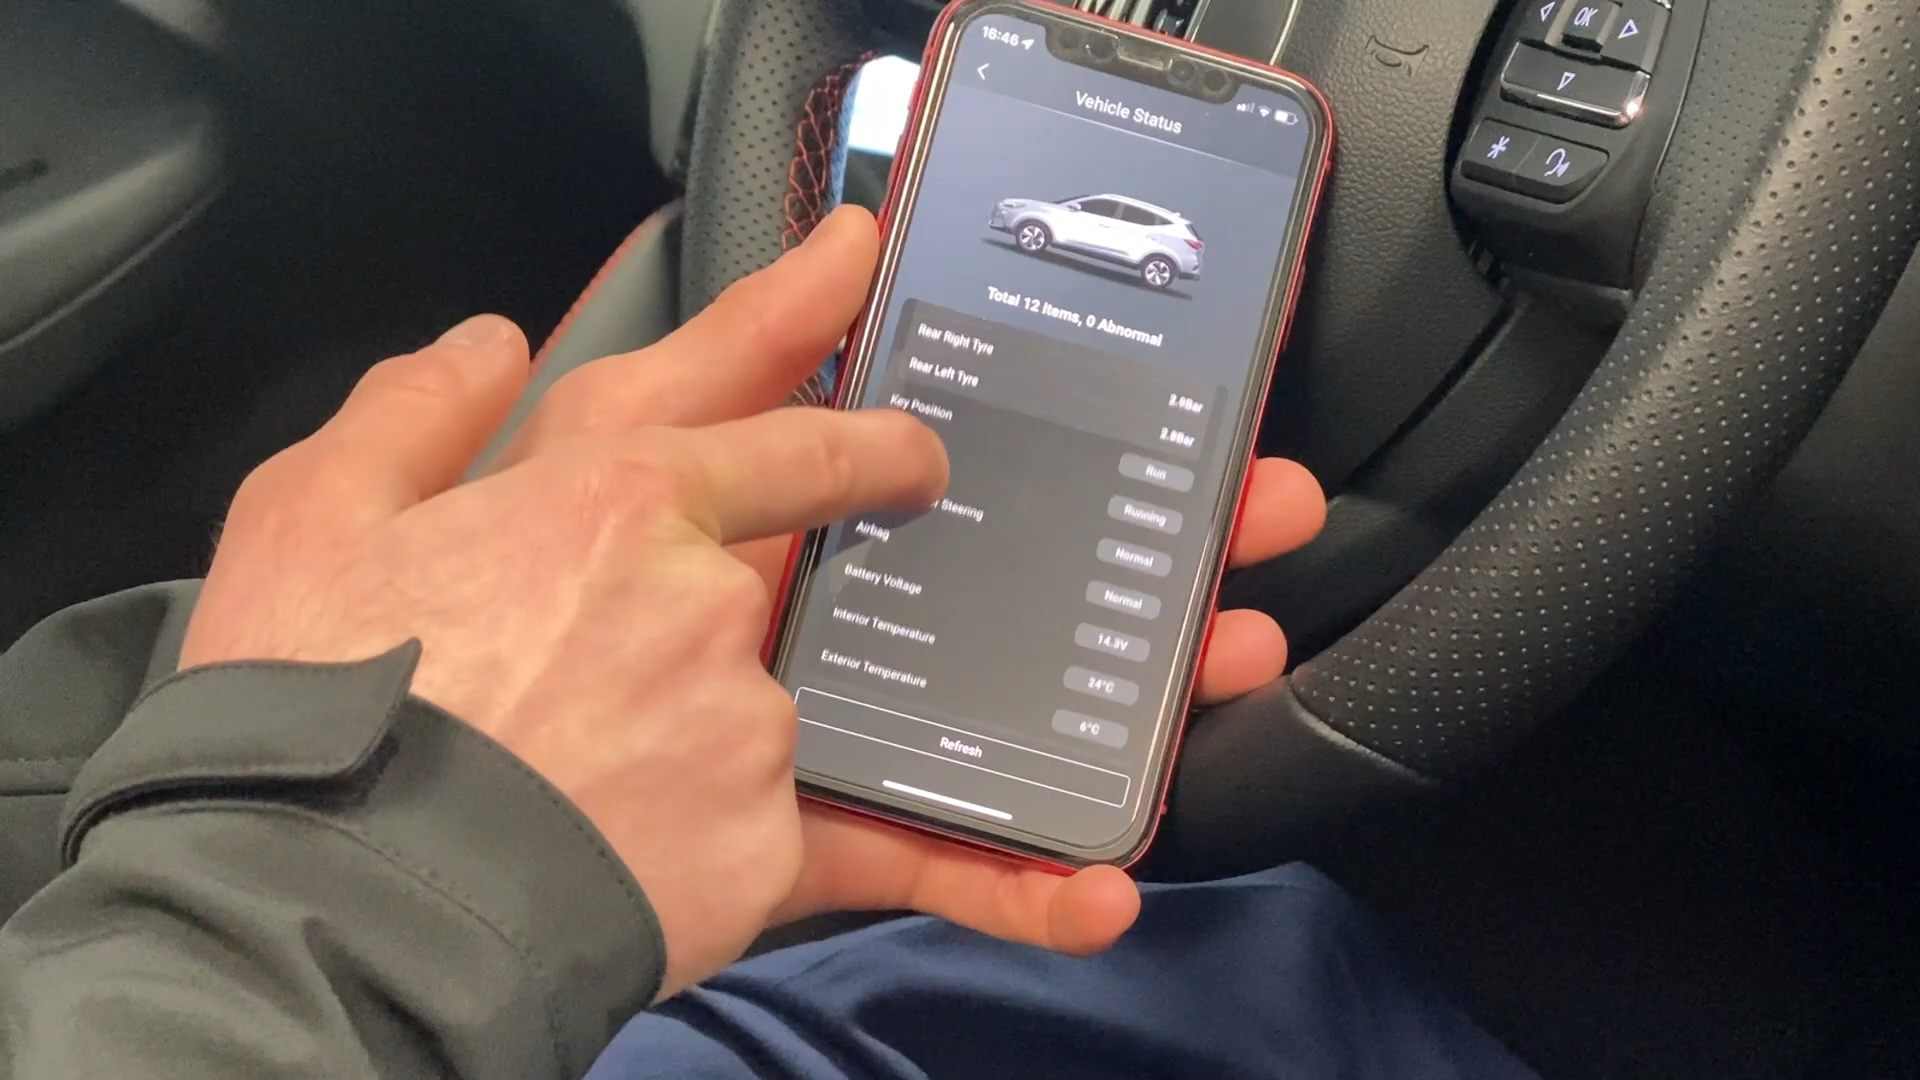 16:46
Vehicle Status
Total 12 items, 0 Abnormal
Rear Right Tyre
2.9Bar
Rear Left Tyre
2.8Bar
Key Position
Run
Running
Steering
Normal
Airbag
Normal
Battery Voltage
14.3V
Interior Temperature
24°C
Exterior Temperature
6°C
Refresh
OK